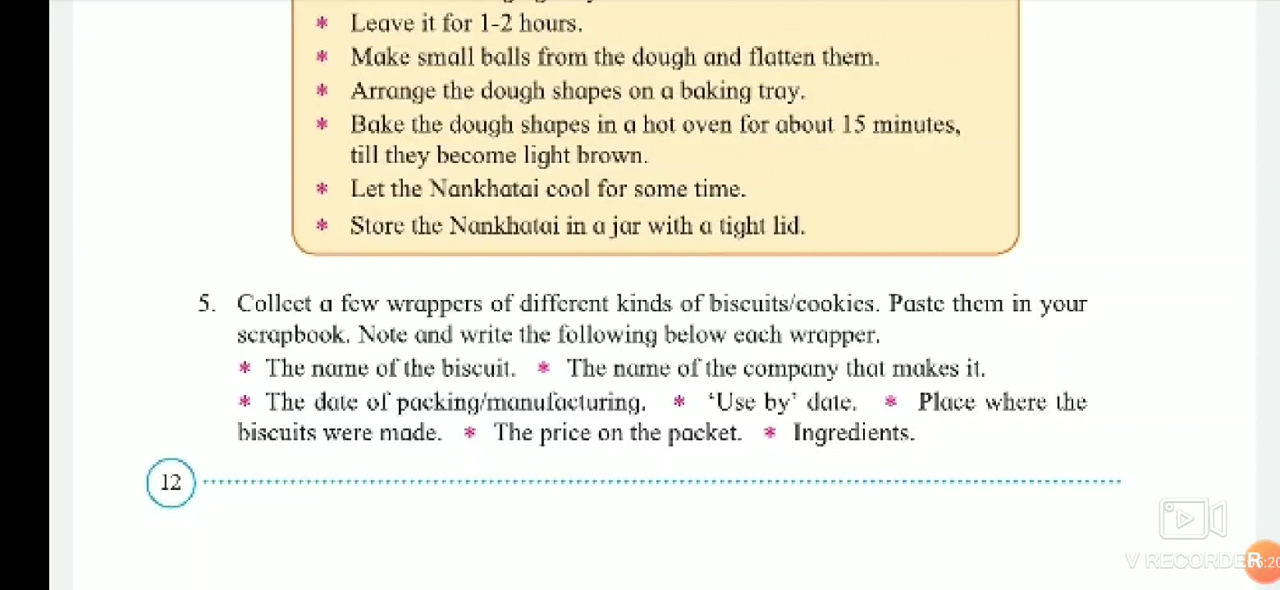 * Leave it for 1-2 hours.
* Make small balls from the dough and flatten them.
* Arrange the dough shapes on a baking tray.
* Bake the dough shapes in a hot oven for about 15 minutes,
till they become light brown.
* Let the Nankhatai cool for some time.
* Store the Nankhatai in a jar with a tight lid.
5. Collect a few wrappers of different kinds of biscuits/cookies. Paste them in your
scrapbook. Note and write the following below each wrapper.
* The name of the biscuit. * The name of the company that makes it.
* The date of packing/manufacturing. * ‘Use by’ date. * Place where the
biscuits were made. * The price on the packet. * Ingredients.
12
V RECORDER